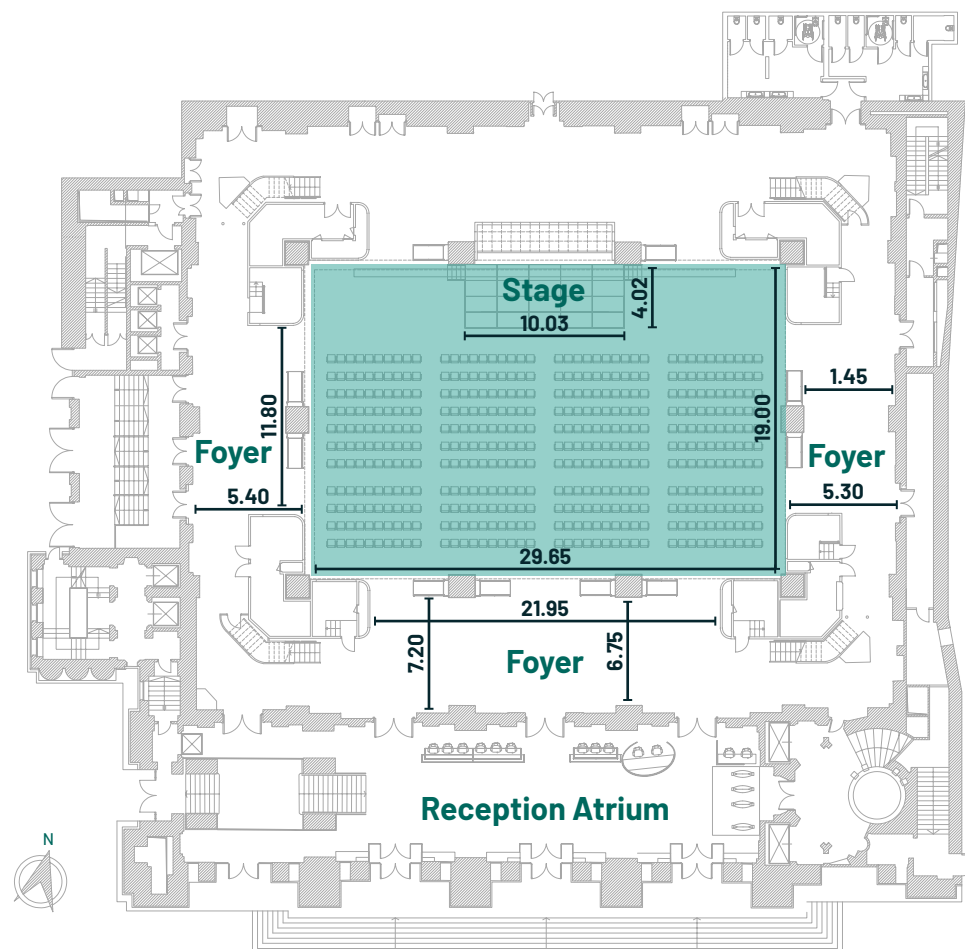 Stage
4.02
10.03
11.80
19.00
1.45
Foyer
Foyer
5.40
5.30
29.65
21.95
7.20
6.75
Foyer
Reception Atrium
N